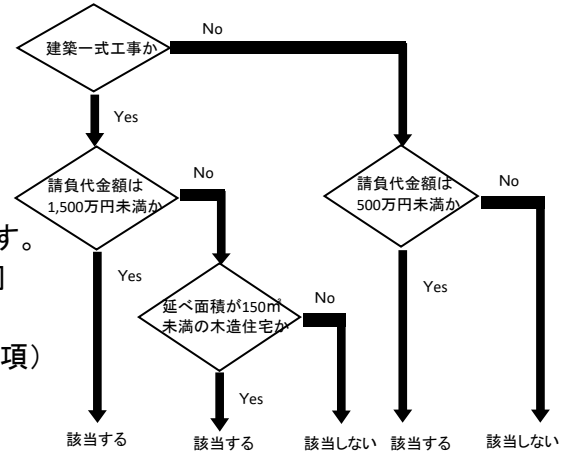 建築一式工事か
No
Yes
請負代金額は
1,500万円未満か
No
請負代金額は
500万円未満か
No
す。
Yes
Yes
延べ面積が150㎡
未満の木造住宅か
No
項）
Yes
該当する
該当する
該当しない
該当する
該当しない